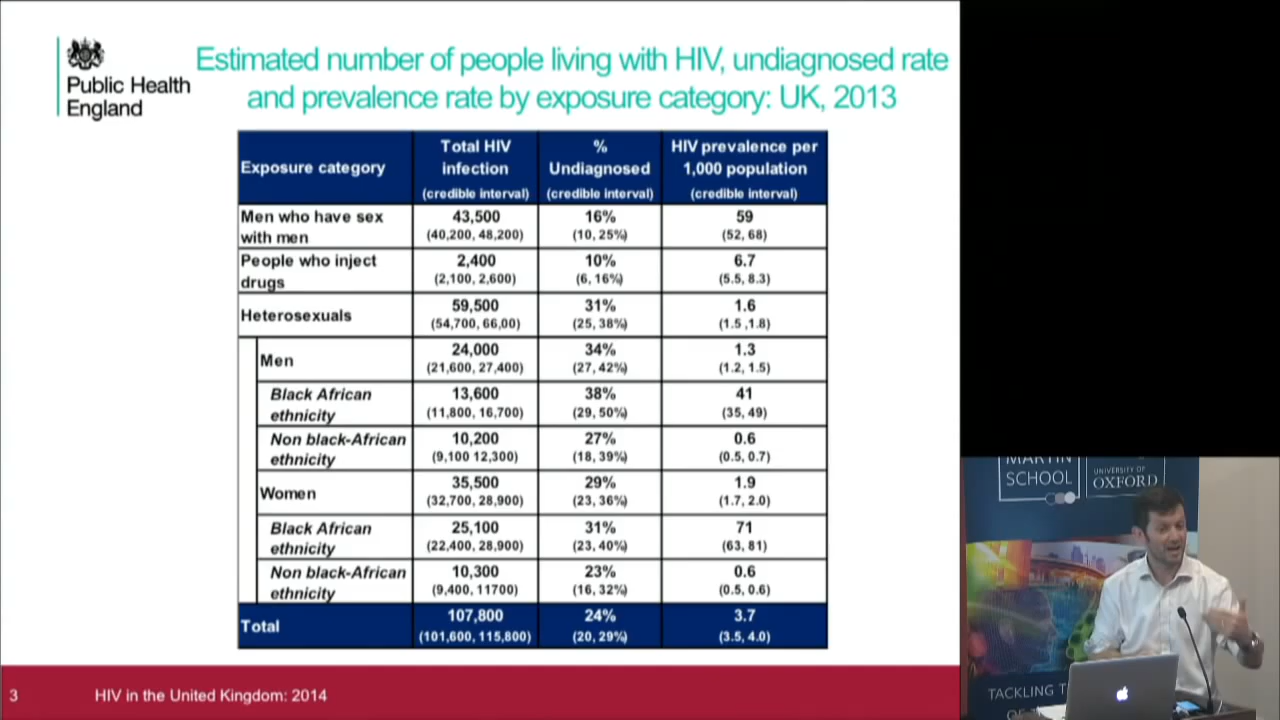 Public Health
England
Estimated number of people living with HIV, undiagnosed rate
and prevalence rate by exposure category: UK, 2013
Exposure category
Total HIV
infection
(credible interval)
%
Undiagnosed
(credible interval)
HIV prevalence per
1,000 population
(credible interval)
Men who have sex
with men
43,500
(40,200, 48,200)
16%
(10, 25%)
59
(52, 68)
People who inject
drugs
2,400
(2,100, 2,600)
10%
(6, 16%)
6.7
(5.5, 8.3)
Heterosexuals
59,500
(54,700, 66,00)
31%
(25, 38%)
1.6
(1.5 ,1.8)
Men
24,000
(21,600, 27,400)
34%
(27, 42%)
1.3
(1.2, 1.5)
Black African
ethnicity
13,600
(11,800, 16,700)
38%
(29, 50%)
41
(35, 49)
Non black-African
ethnicity
10,200
(9,100 12,300)
27%
(18, 39%)
0.6
(0.5, 0.7)
Women
35,500
(32,700, 28,900)
29%
(23, 36%)
1.9
(1.7, 2.0)
Black African
ethnicity
25,100
(22,400, 28,900)
31%
(23, 40%)
71
(63, 81)
Non black-African
ethnicity
10,300
(9,400, 11700)
23%
(16, 32%)
0.6
(0.5, 0.6)
Total
107,800
(101,600, 115,800)
24%
(20, 29%)
3.7
(3.5, 4.0)
3
HIV in the United Kingdom: 2014
MARTIN
SCHOOL
UNIVERSITY OF
OXFORD
TACKLING